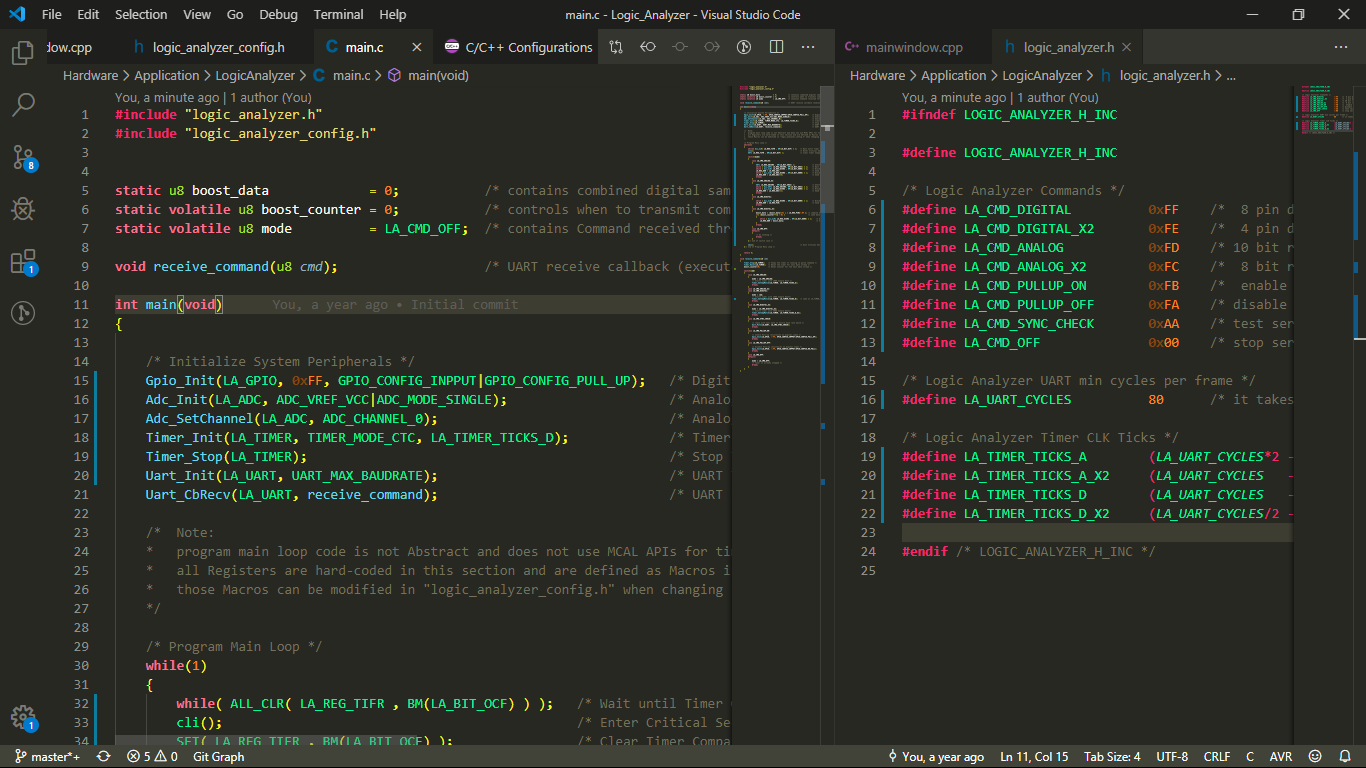 File Edit Selection View Go Debug Terminal Help
main.c - Logic_Analyzer - Visual Studio Code
dow.cpp
logic_analyzer_config.h
main.c
C/C++ Configurations
mainwindow.cpp
logic_analyzer.h
Hardware > Application > LogicAnalyzer > main.c > main(void)
You, a minute ago | 1 author (You)
1 #include "logic_analyzer.h"
2 #include "logic_analyzer_config.h"
3
4
5 static u8 boost_data = 0; /* contains combined digital sam
6 static volatile u8 boost_counter = 0; /* controls when to transmit com
7 static volatile u8 mode = LA_CMD_OFF; /* contains Command received thr
8
9 void receive_command(u8 cmd); /* UART receive callback (execut
10
11 int main(void) You, a year ago • Initial commit
12 {
13
14 /* Initialize System Peripherals */
15 Gpio_Init(LA_GPIO, 0xFF, GPIO_CONFIG_INPPUT|GPIO_CONFIG_PULL_UP); /* Digit
16 Adc_Init(LA_ADC, ADC_VREF_VCC|ADC_MODE_SINGLE); /* Analo
17 Adc_SetChannel(LA_ADC, ADC_CHANNEL_0); /* Analo
18 Timer_Init(LA_TIMER, TIMER_MODE_CTC, LA_TIMER_TICKS_D); /* Timer
19 Timer_Stop(LA_TIMER); /* Stop
20 Uart_Init(LA_UART, UART_MAX_BAUDRATE); /* UART
21 Uart_CbRecv(LA_UART, receive_command); /* UART
22
23 /* Note:
24 * program main loop code is not Abstract and does not use MCAL APIs for ti
25 * all Registers are hard-coded in this section and are defined as Macros i
26 * those Macros can be modified in "logic_analyzer_config.h" when changing
27 */
28
29 /* Program Main Loop */
30 while(1)
31 {
32 while( ALL_CLR( LA_REG_TIFR , BM(LA_BIT_OCF) ) ); /* Wait until Timer
33 cli(); /* Enter Critical Se
34 SET( LA_REG_TIFR , BM(LA_BIT_OCF) ); /* Clear Timer Compa
Hardware > Application > LogicAnalyzer > logic_analyzer.h > ...
You, a minute ago | 1 author (You)
1 #ifndef LOGIC_ANALYZER_H_INC
2
3 #define LOGIC_ANALYZER_H_INC
4
5 /* Logic Analyzer Commands */
6 #define LA_CMD_DIGITAL 0xFF /* 8 pin d
7 #define LA_CMD_DIGITAL_X2 0xFE /* 4 pin d
8 #define LA_CMD_ANALOG 0xFD /* 10 bit r
9 #define LA_CMD_ANALOG_X2 0xFC /* 8 bit r
10 #define LA_CMD_PULLUP_ON 0xFB /* enable
11 #define LA_CMD_PULLUP_OFF 0xFA /* disable
12 #define LA_CMD_SYNC_CHECK 0xAA /* test ser
13 #define LA_CMD_OFF 0x00 /* stop ser
14
15 /* Logic Analyzer UART min cycles per frame */
16 #define LA_UART_CYCLES 80 /* it takes
17
18 /* Logic Analyzer Timer CLK Ticks */
19 #define LA_TIMER_TICKS_A (LA_UART_CYCLES*2 -
20 #define LA_TIMER_TICKS_A_X2 (LA_UART_CYCLES -
21 #define LA_TIMER_TICKS_D (LA_UART_CYCLES -
22 #define LA_TIMER_TICKS_D_X2 (LA_UART_CYCLES/2 -
23
24 #endif /* LOGIC_ANALYZER_H_INC */
25
8
1
1
master*+ 5 0 Git Graph
You, a year ago Ln 11, Col 15 Tab Size: 4 UTF-8 CRLF C AVR